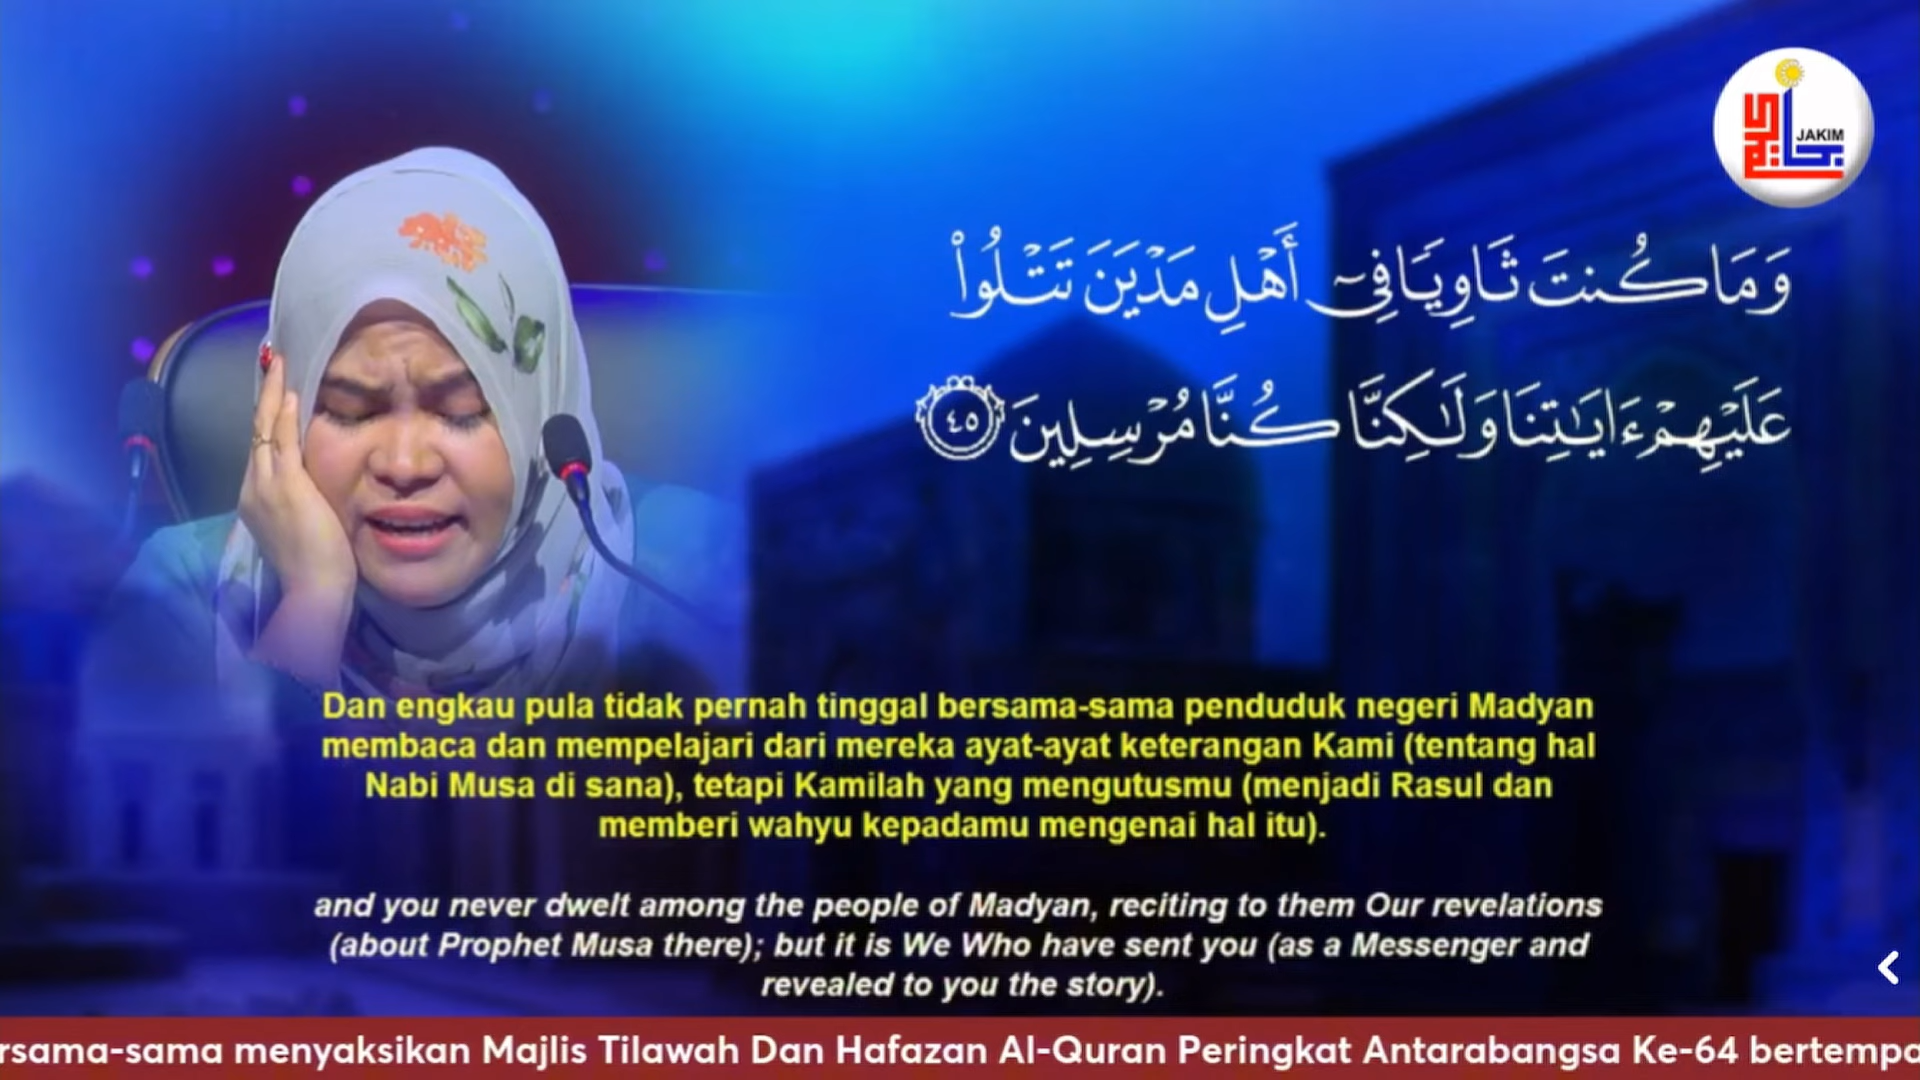 JAKIM
وَمَا كُنتَ ثَاوِيًا فِىٓ أَهْلِ مَدْيَنَ تَتْلُوا۟
عَلَيْهِمْ ءَايَـٰتِنَا وَلَـٰكِنَّا كُنَّا مُرْسِلِينَ ٤٥
Dan engkau pula tidak pernah tinggal bersama-sama penduduk negeri Madyan
membaca dan mempelajari dari mereka ayat-ayat keterangan Kami (tentang hal
Nabi Musa di sana), tetapi Kamilah yang mengutusmu (menjadi Rasul dan
memberi wahyu kepadamu mengenai hal itu).
and you never dwelt among the people of Madyan, reciting to them Our revelations
(about Prophet Musa there); but it is We Who have sent you (as a Messenger and
revealed to you the story).
rsama-sama menyaksikan Majlis Tilawah Dan Hafazan Al-Quran Peringkat Antarabangsa Ke-64 bertempa